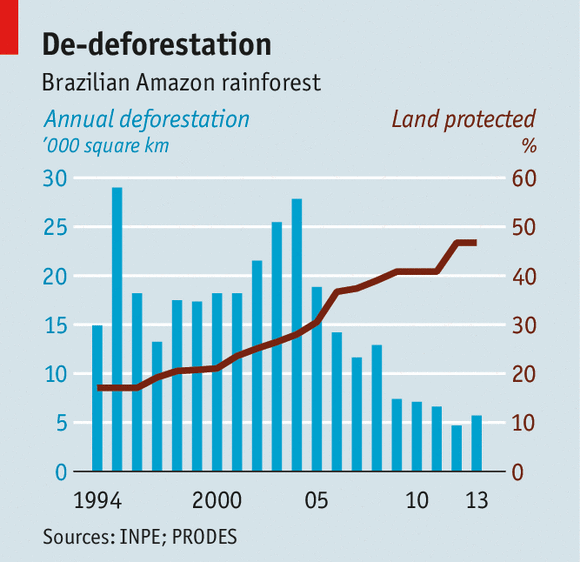 De-deforestation
Brazilian Amazon rainforest
Annual deforestation Land protected
’000 square km %
30 60
25 50
20 40
15 30
10 20
5 10
0 0
1994 2000 05 10 13
Sources: INPE; PRODES